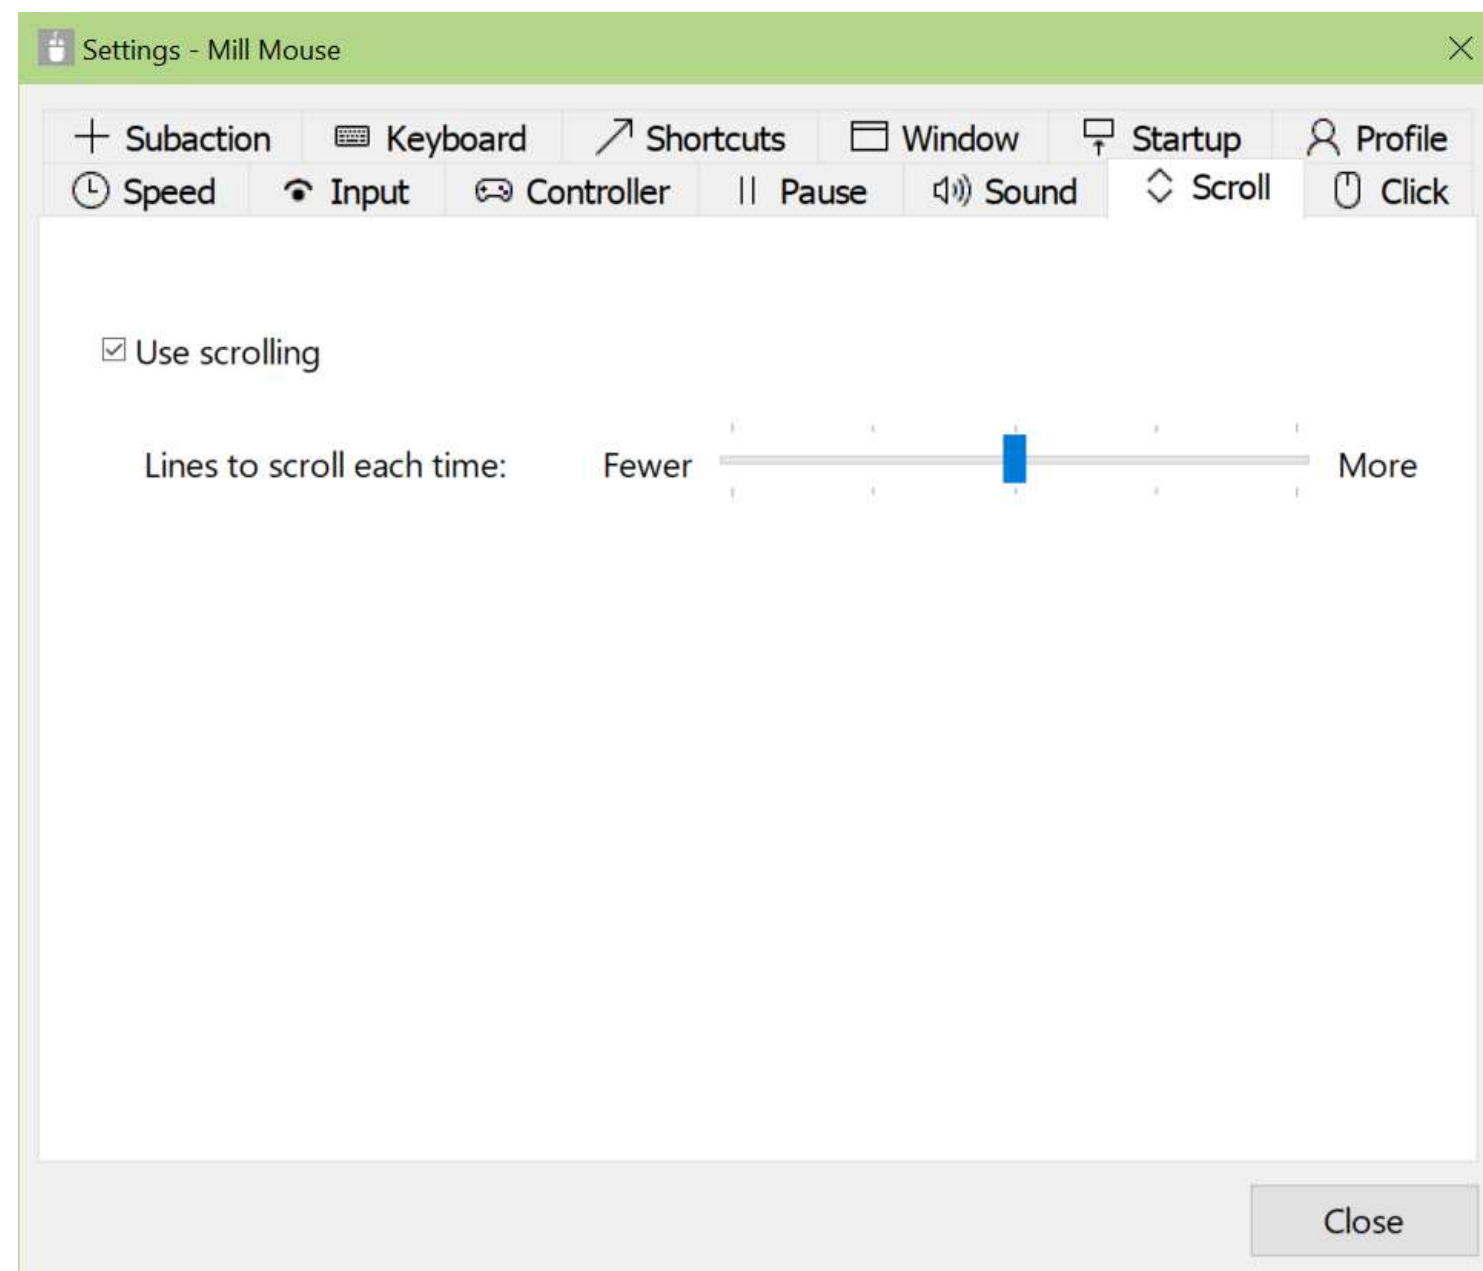 Settings - Mill Mouse
Subaction Keyboard Shortcuts Window Startup Profile
Speed Input Controller Pause Sound Scroll Click
Use scrolling
Lines to scroll each time: Fewer More
Close